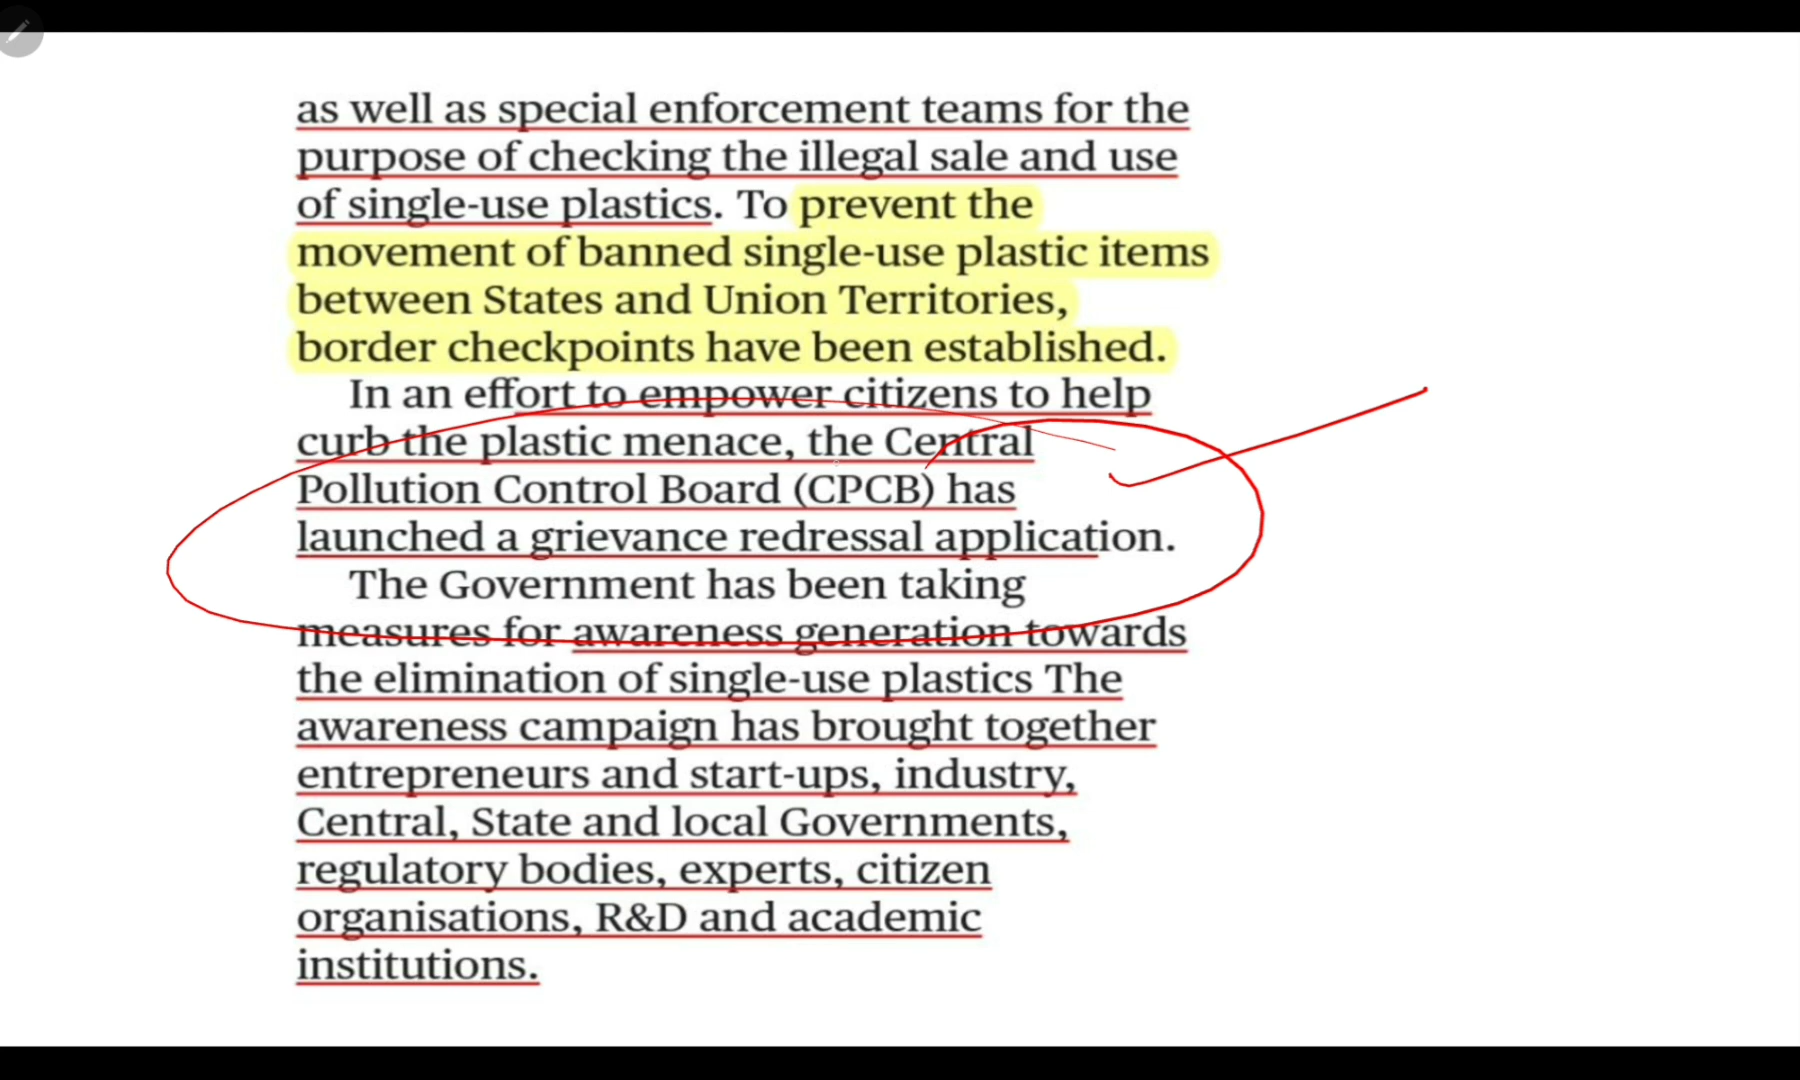 as well as special enforcement teams for the
purpose of checking the illegal sale and use
of single-use plastics. To prevent the
movement of banned single-use plastic items
between States and Union Territories,
border checkpoints have been established.
In an effort to empower citizens to help
curb the plastic menace, the Central
Pollution Control Board (CPCB) has
launched a grievance redressal application.
The Government has been taking
measures for awareness generation towards
the elimination of single-use plastics The
awareness campaign has brought together
entrepreneurs and start-ups, industry,
Central, State and local Governments,
regulatory bodies, experts, citizen
organisations, R&D and academic
institutions.